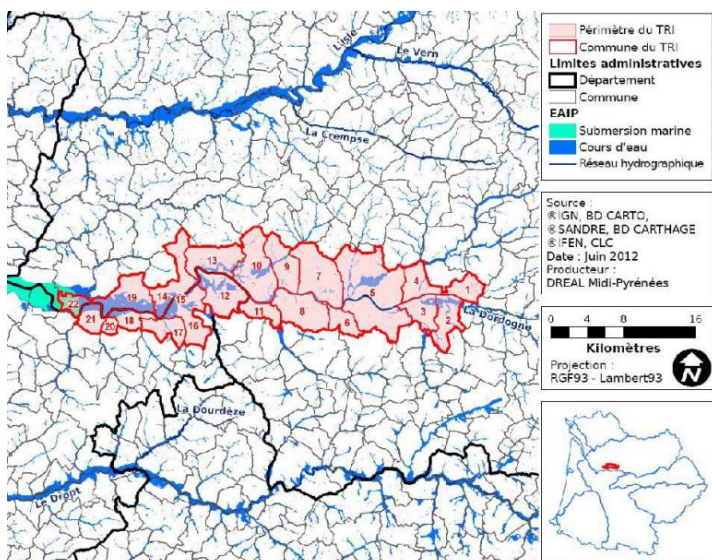 L'Isle
Le Vern
La Crempse
13
10
9
7
5
4
1
14
15
12
19
22
21
20
18
17
16
11
8
6
3
2
La Dordogne
La Dourdèze
Le Dropt
Périmètre du TRI
Commune du TRI
Limites administratives
Département
Commune
EAIP
Submersion marine
Cours d'eau
Réseau hydrographique
Source :
®IGN, BD CARTO,
®SANDRE, BD CARTHAGE
®IFEN, CLC
Date : Juin 2012
Producteur :
DREAL Midi-Pyrénées
0 4 8 16
Kilomètres
Projection :
RGF93 - Lambert93
N